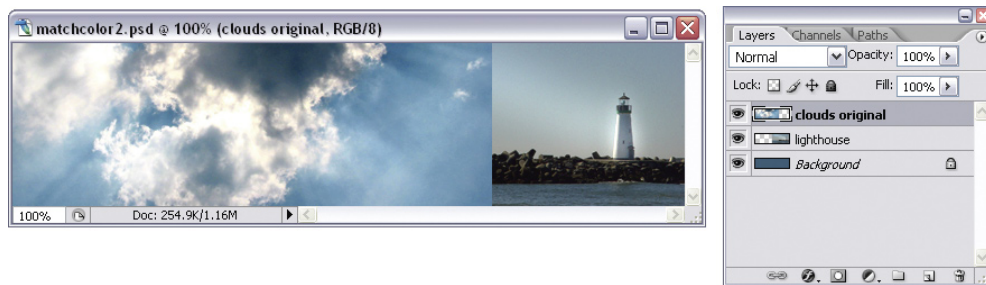 matchcolor2.psd @ 100% (clouds original, RGB/8)
100%
Doc: 254.9K/1.16M
Layers Channels Paths
Normal Opacity: 100%
Lock: Fill: 100%
clouds original
lighthouse
Background